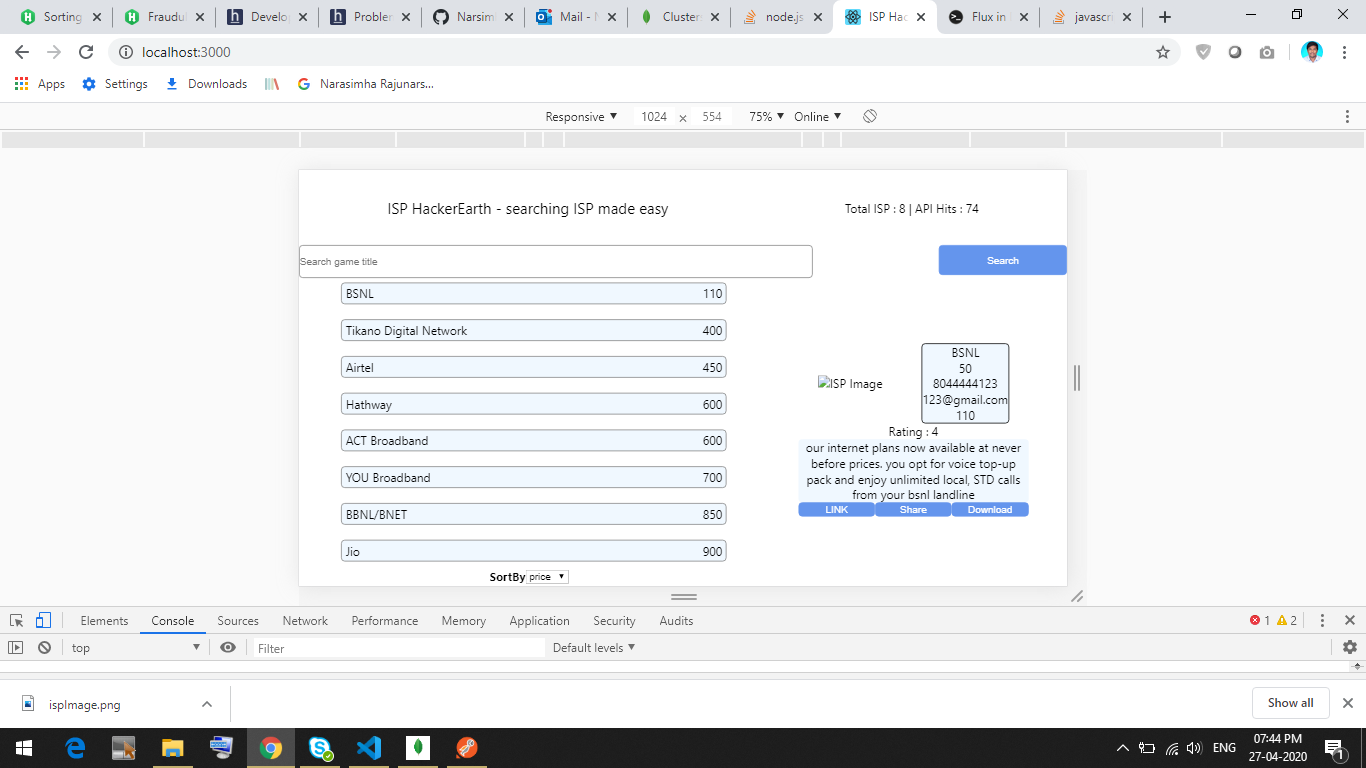 Sorting
Fraudul
Develop
Problem
Narsim
Mail - N
Cluster
node.js
ISP Hac
Flux in
javascri
localhost:3000
Apps
Settings
Downloads
Narasimha Rajunars...
Responsive
1024 × 554
75%
Online
ISP HackerEarth - searching ISP made easy
Total ISP : 8 | API Hits : 74
Search game title
Search
BSNL 110
Tikano Digital Network 400
Airtel 450
Hathway 600
ACT Broadband 600
YOU Broadband 700
BBNL/BNET 850
Jio 900
SortBy price
ISP Image
BSNL
50
8044444123
123@gmail.com
110
Rating : 4
our internet plans now available at never
before prices. you opt for voice top-up
pack and enjoy unlimited local, STD calls
from your bsnl landline
LINK Share Download
Elements Console Sources Network Performance Memory Application Security Audits
1 2
top
Filter
Default levels
ispImage.png
Show all
ENG
07:44 PM
27-04-2020
1